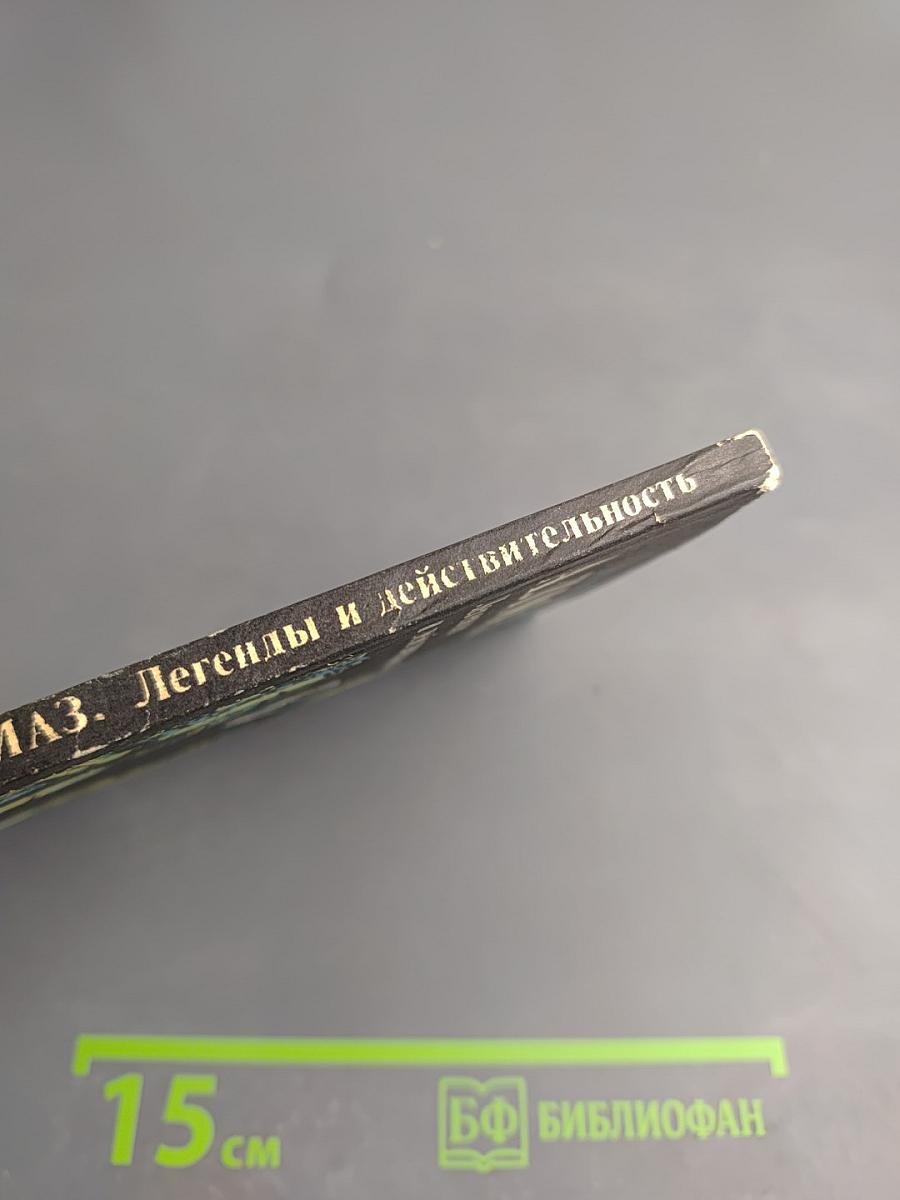 МАЗ. Легенды и действительность
15 см
БФ БИБЛИОФАН